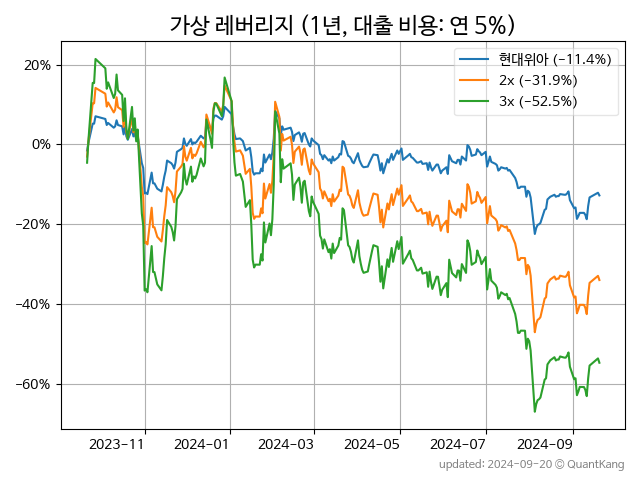 가상 레버리지 (1년, 대출 비용: 연 5%)
현대위아 (-11.4%)
2x (-31.9%)
3x (-52.5%)
20%
0%
−20%
−40%
−60%
2023-11 2024-01 2024-03 2024-05 2024-07 2024-09
updated: 2024-09-20 © QuantKang